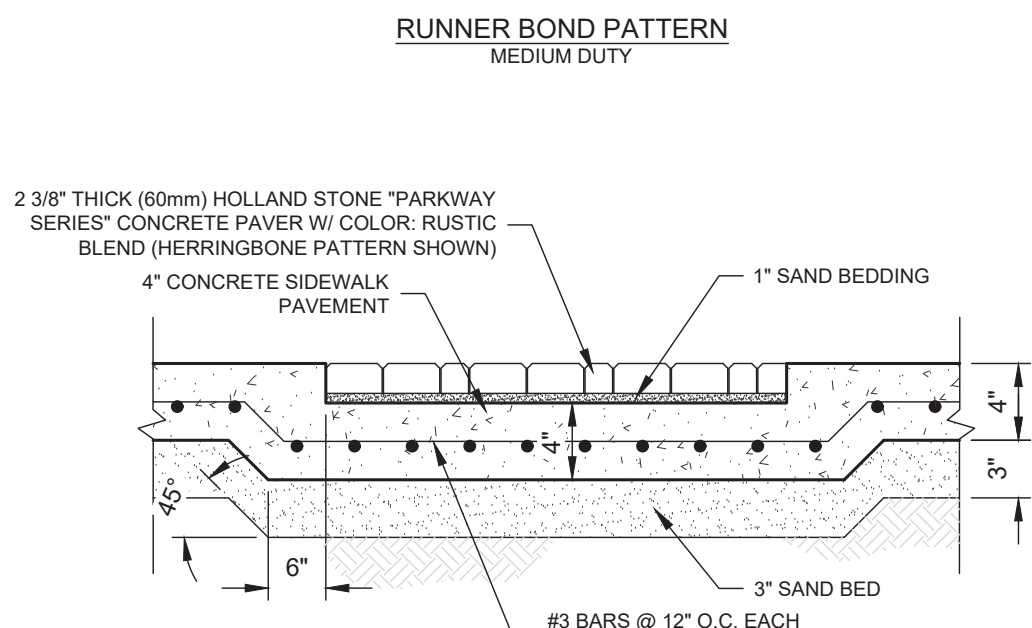 RUNNER BOND PATTERN
MEDIUM DUTY
2 3/8" THICK (60mm) HOLLAND STONE "PARKWAY
SERIES" CONCRETE PAVER W/ COLOR: RUSTIC
BLEND (HERRINGBONE PATTERN SHOWN)
4" CONCRETE SIDEWALK
PAVEMENT
1" SAND BEDDING
4"
4"
3"
45°
6"
3" SAND BED
#3 BARS @ 12" O.C. EACH